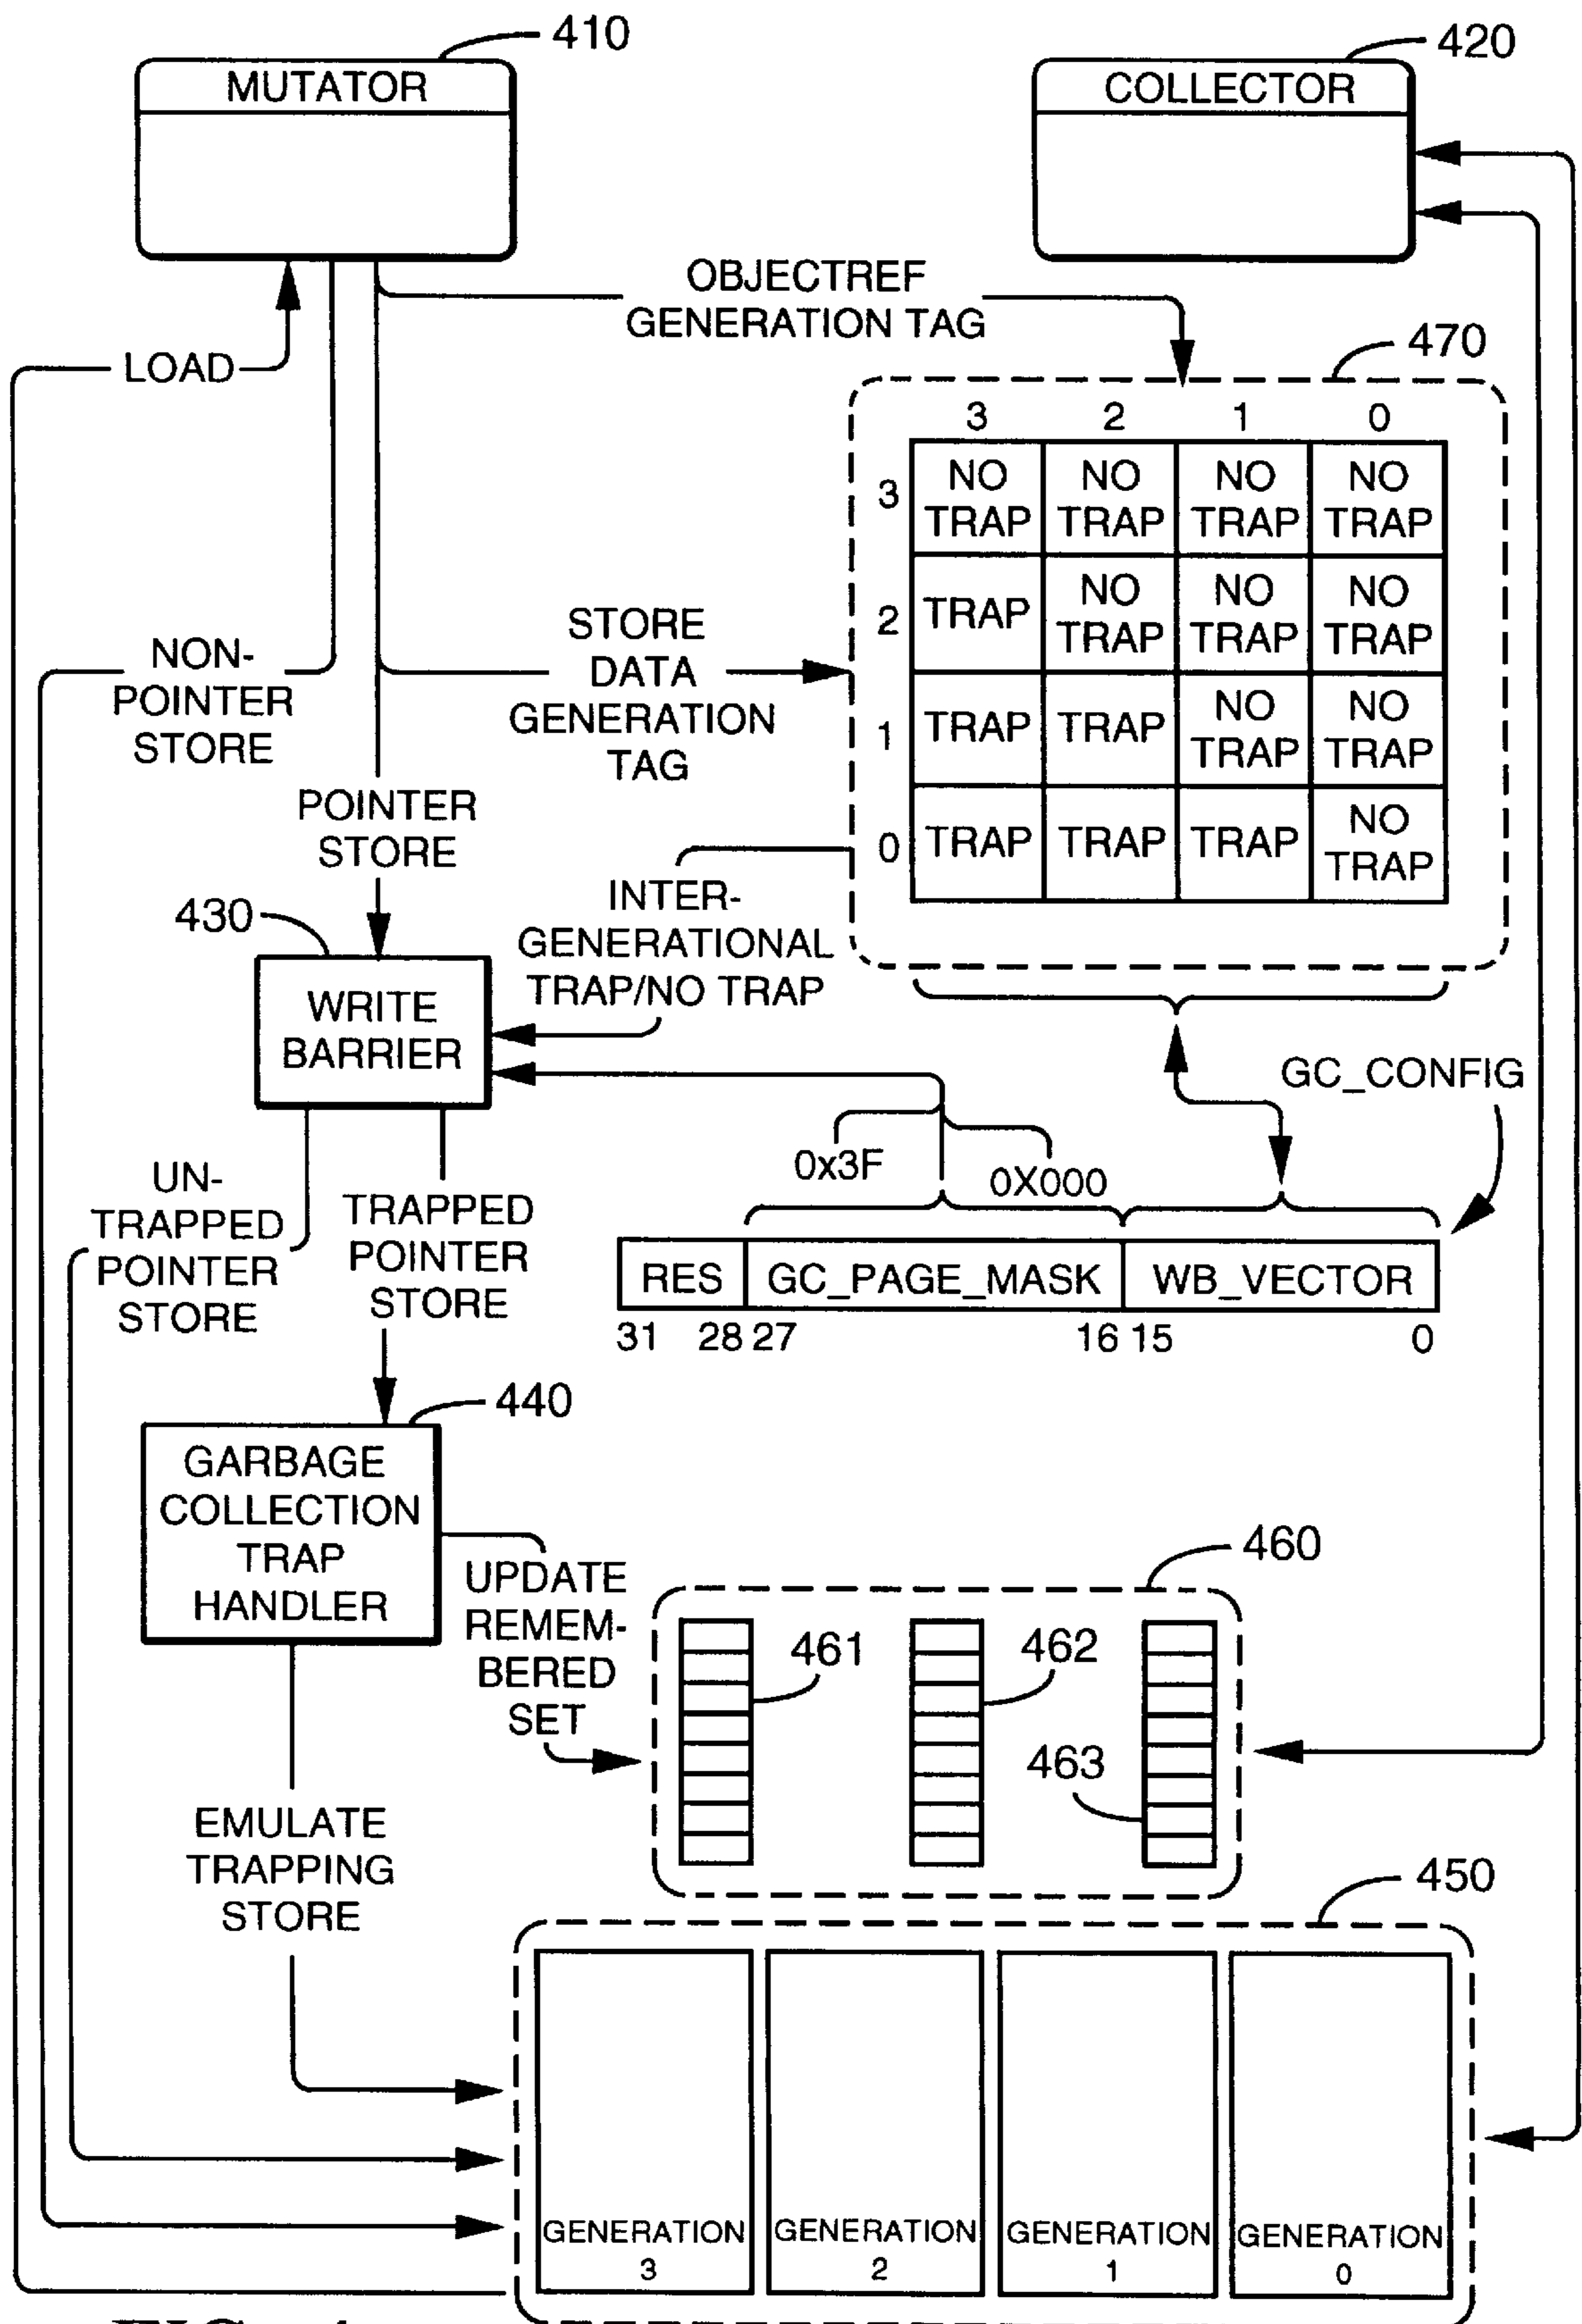 410
420
MUTATOR
COLLECTOR
OBJECTREF
GENERATION TAG
LOAD
470
3 2 1 0
3 NO TRAP NO TRAP NO TRAP NO TRAP
2 TRAP NO TRAP NO TRAP NO TRAP
1 TRAP TRAP NO TRAP NO TRAP
0 TRAP TRAP TRAP NO TRAP
STORE
DATA
GENERATION
TAG
NON-
POINTER
STORE
POINTER
STORE
INTER-
GENERATIONAL
TRAP/NO TRAP
430
WRITE
BARRIER
GC_CONFIG
0x3F
0X000
UN-
TRAPPED
POINTER
STORE
TRAPPED
POINTER
STORE
RES GC_PAGE_MASK WB_VECTOR
31 28 27 16 15 0
440
GARBAGE
COLLECTION
TRAP
HANDLER
UPDATE
REMEM-
BERED
SET
460
461
462
463
EMULATE
TRAPPING
STORE
450
GENERATION
3
GENERATION
2
GENERATION
1
GENERATION
0